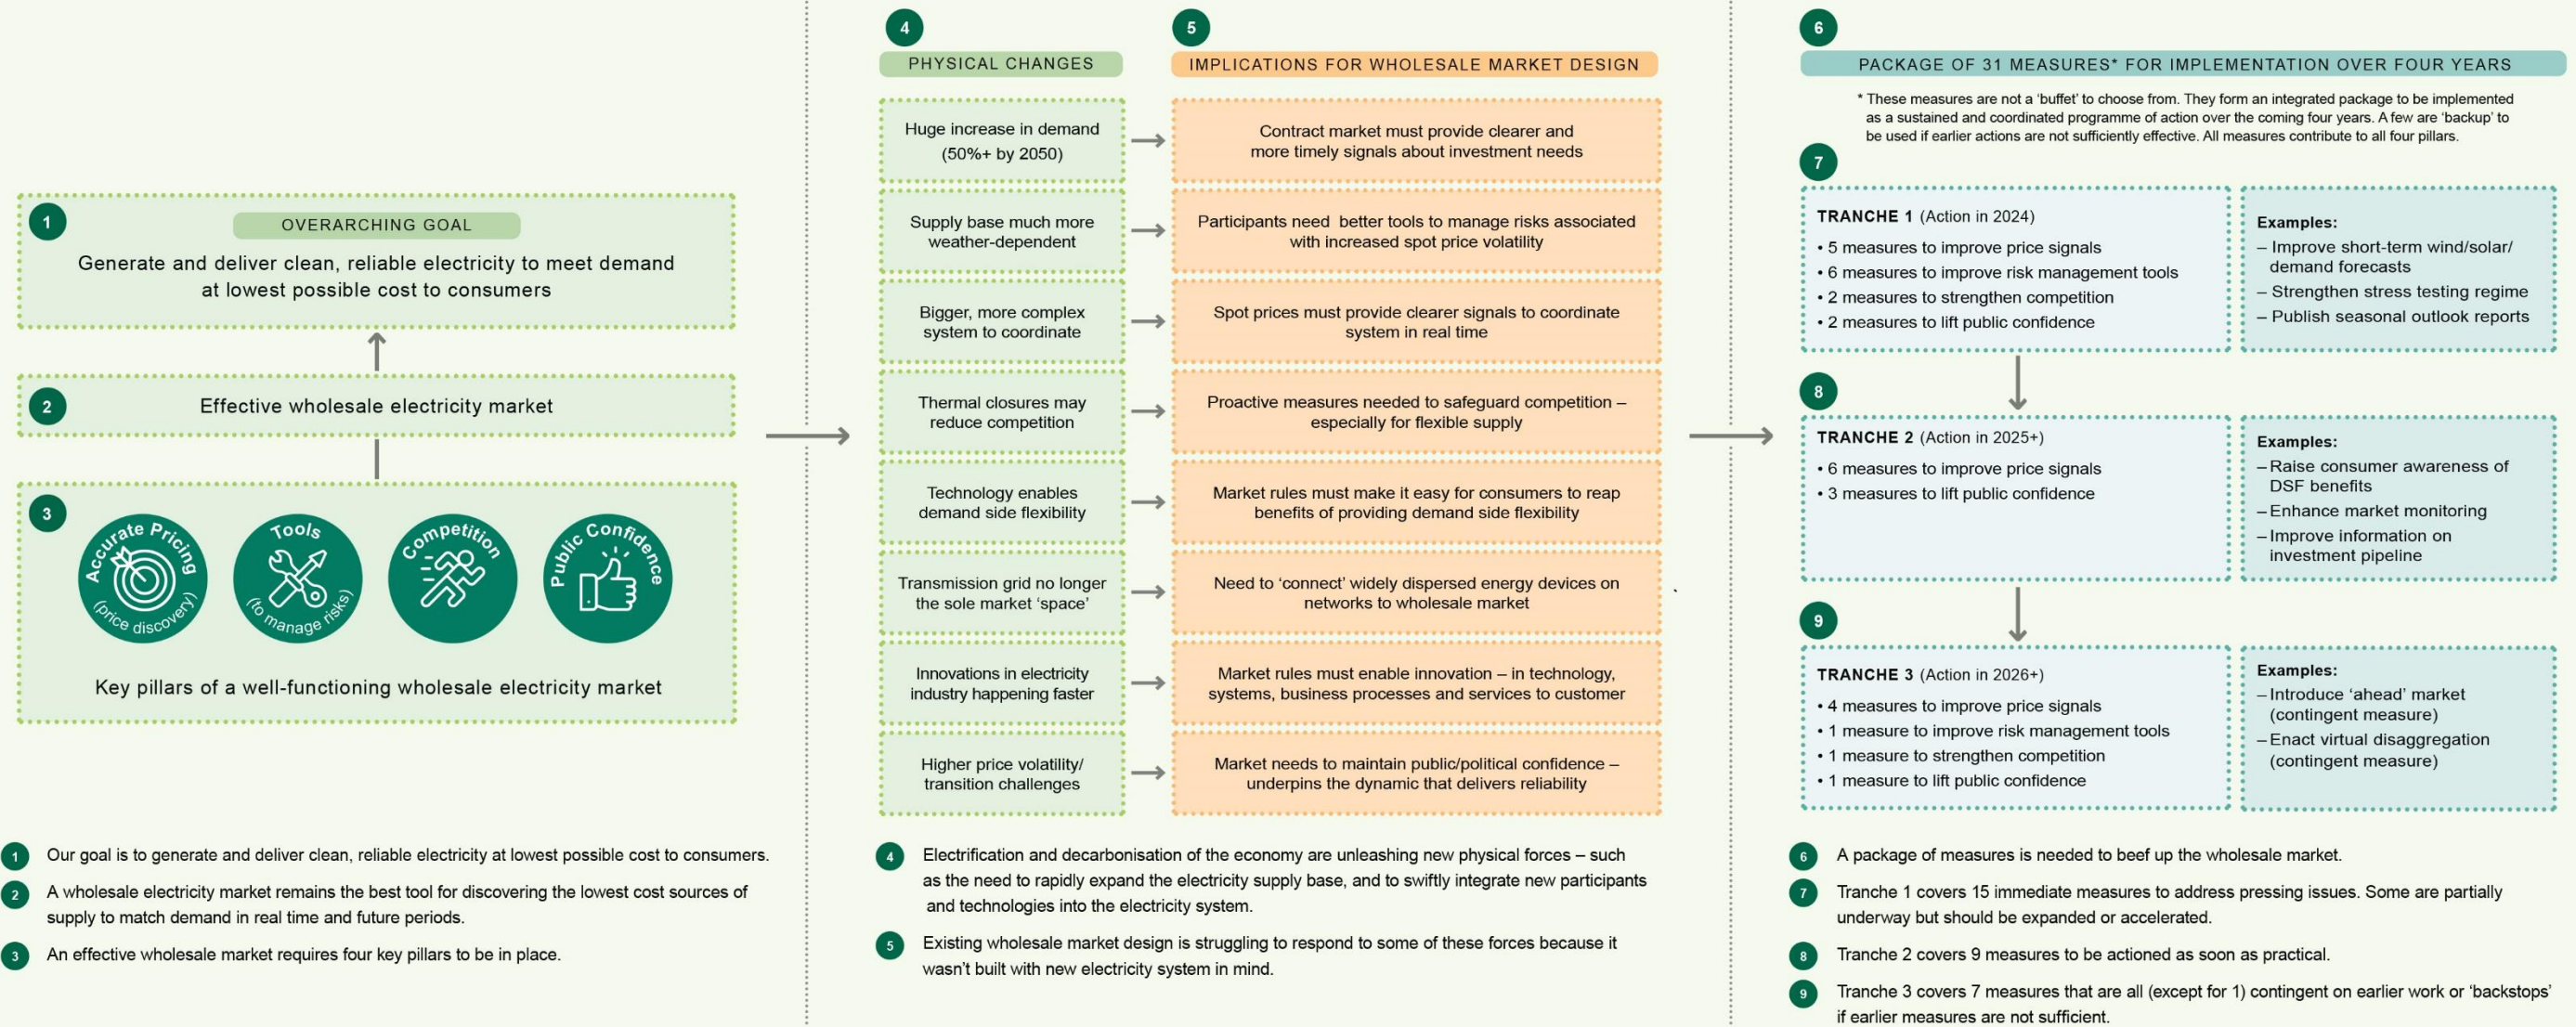 1
OVERARCHING GOAL
Generate and deliver clean, reliable electricity to meet demand
at lowest possible cost to consumers
2
Effective wholesale electricity market
3
Accurate Pricing
(price discovery)
Tools
(to manage risks)
Competition
Public Confidence
Key pillars of a well-functioning wholesale electricity market
1 Our goal is to generate and deliver clean, reliable electricity at lowest possible cost to consumers.
2 A wholesale electricity market remains the best tool for discovering the lowest cost sources of
supply to match demand in real time and future periods.
3 An effective wholesale market requires four key pillars to be in place.
4
PHYSICAL CHANGES
5
IMPLICATIONS FOR WHOLESALE MARKET DESIGN
Huge increase in demand
(50%+ by 2050)
Contract market must provide clearer and
more timely signals about investment needs
Supply base much more
weather-dependent
Participants need better tools to manage risks associated
with increased spot price volatility
Bigger, more complex
system to coordinate
Spot prices must provide clearer signals to coordinate
system in real time
Thermal closures may
reduce competition
Proactive measures needed to safeguard competition –
especially for flexible supply
Technology enables
demand side flexibility
Market rules must make it easy for consumers to reap
benefits of providing demand side flexibility
Transmission grid no longer
the sole market ‘space’
Need to ‘connect’ widely dispersed energy devices on
networks to wholesale market
Innovations in electricity
industry happening faster
Market rules must enable innovation – in technology,
systems, business processes and services to customer
Higher price volatility/
transition challenges
Market needs to maintain public/political confidence –
underpins the dynamic that delivers reliability
4 Electrification and decarbonisation of the economy are unleashing new physical forces – such
as the need to rapidly expand the electricity supply base, and to swiftly integrate new participants
and technologies into the electricity system.
5 Existing wholesale market design is struggling to respond to some of these forces because it
wasn’t built with new electricity system in mind.
6
PACKAGE OF 31 MEASURES* FOR IMPLEMENTATION OVER FOUR YEARS
* These measures are not a ‘buffet’ to choose from. They form an integrated package to be implemented
as a sustained and coordinated programme of action over the coming four years. A few are ‘backup’ to
be used if earlier actions are not sufficiently effective. All measures contribute to all four pillars.
7
TRANCHE 1 (Action in 2024)
• 5 measures to improve price signals
• 6 measures to improve risk management tools
• 2 measures to strengthen competition
• 2 measures to lift public confidence
Examples:
– Improve short-term wind/solar/
demand forecasts
– Strengthen stress testing regime
– Publish seasonal outlook reports
8
TRANCHE 2 (Action in 2025+)
• 6 measures to improve price signals
• 3 measures to lift public confidence
Examples:
– Raise consumer awareness of
DSF benefits
– Enhance market monitoring
– Improve information on
investment pipeline
9
TRANCHE 3 (Action in 2026+)
• 4 measures to improve price signals
• 1 measure to improve risk management tools
• 1 measure to strengthen competition
• 1 measure to lift public confidence
Examples:
– Introduce ‘ahead’ market
(contingent measure)
– Enact virtual disaggregation
(contingent measure)
6 A package of measures is needed to beef up the wholesale market.
7 Tranche 1 covers 15 immediate measures to address pressing issues. Some are partially
underway but should be expanded or accelerated.
8 Tranche 2 covers 9 measures to be actioned as soon as practical.
9 Tranche 3 covers 7 measures that are all (except for 1) contingent on earlier work or ‘backstops’
if earlier measures are not sufficient.